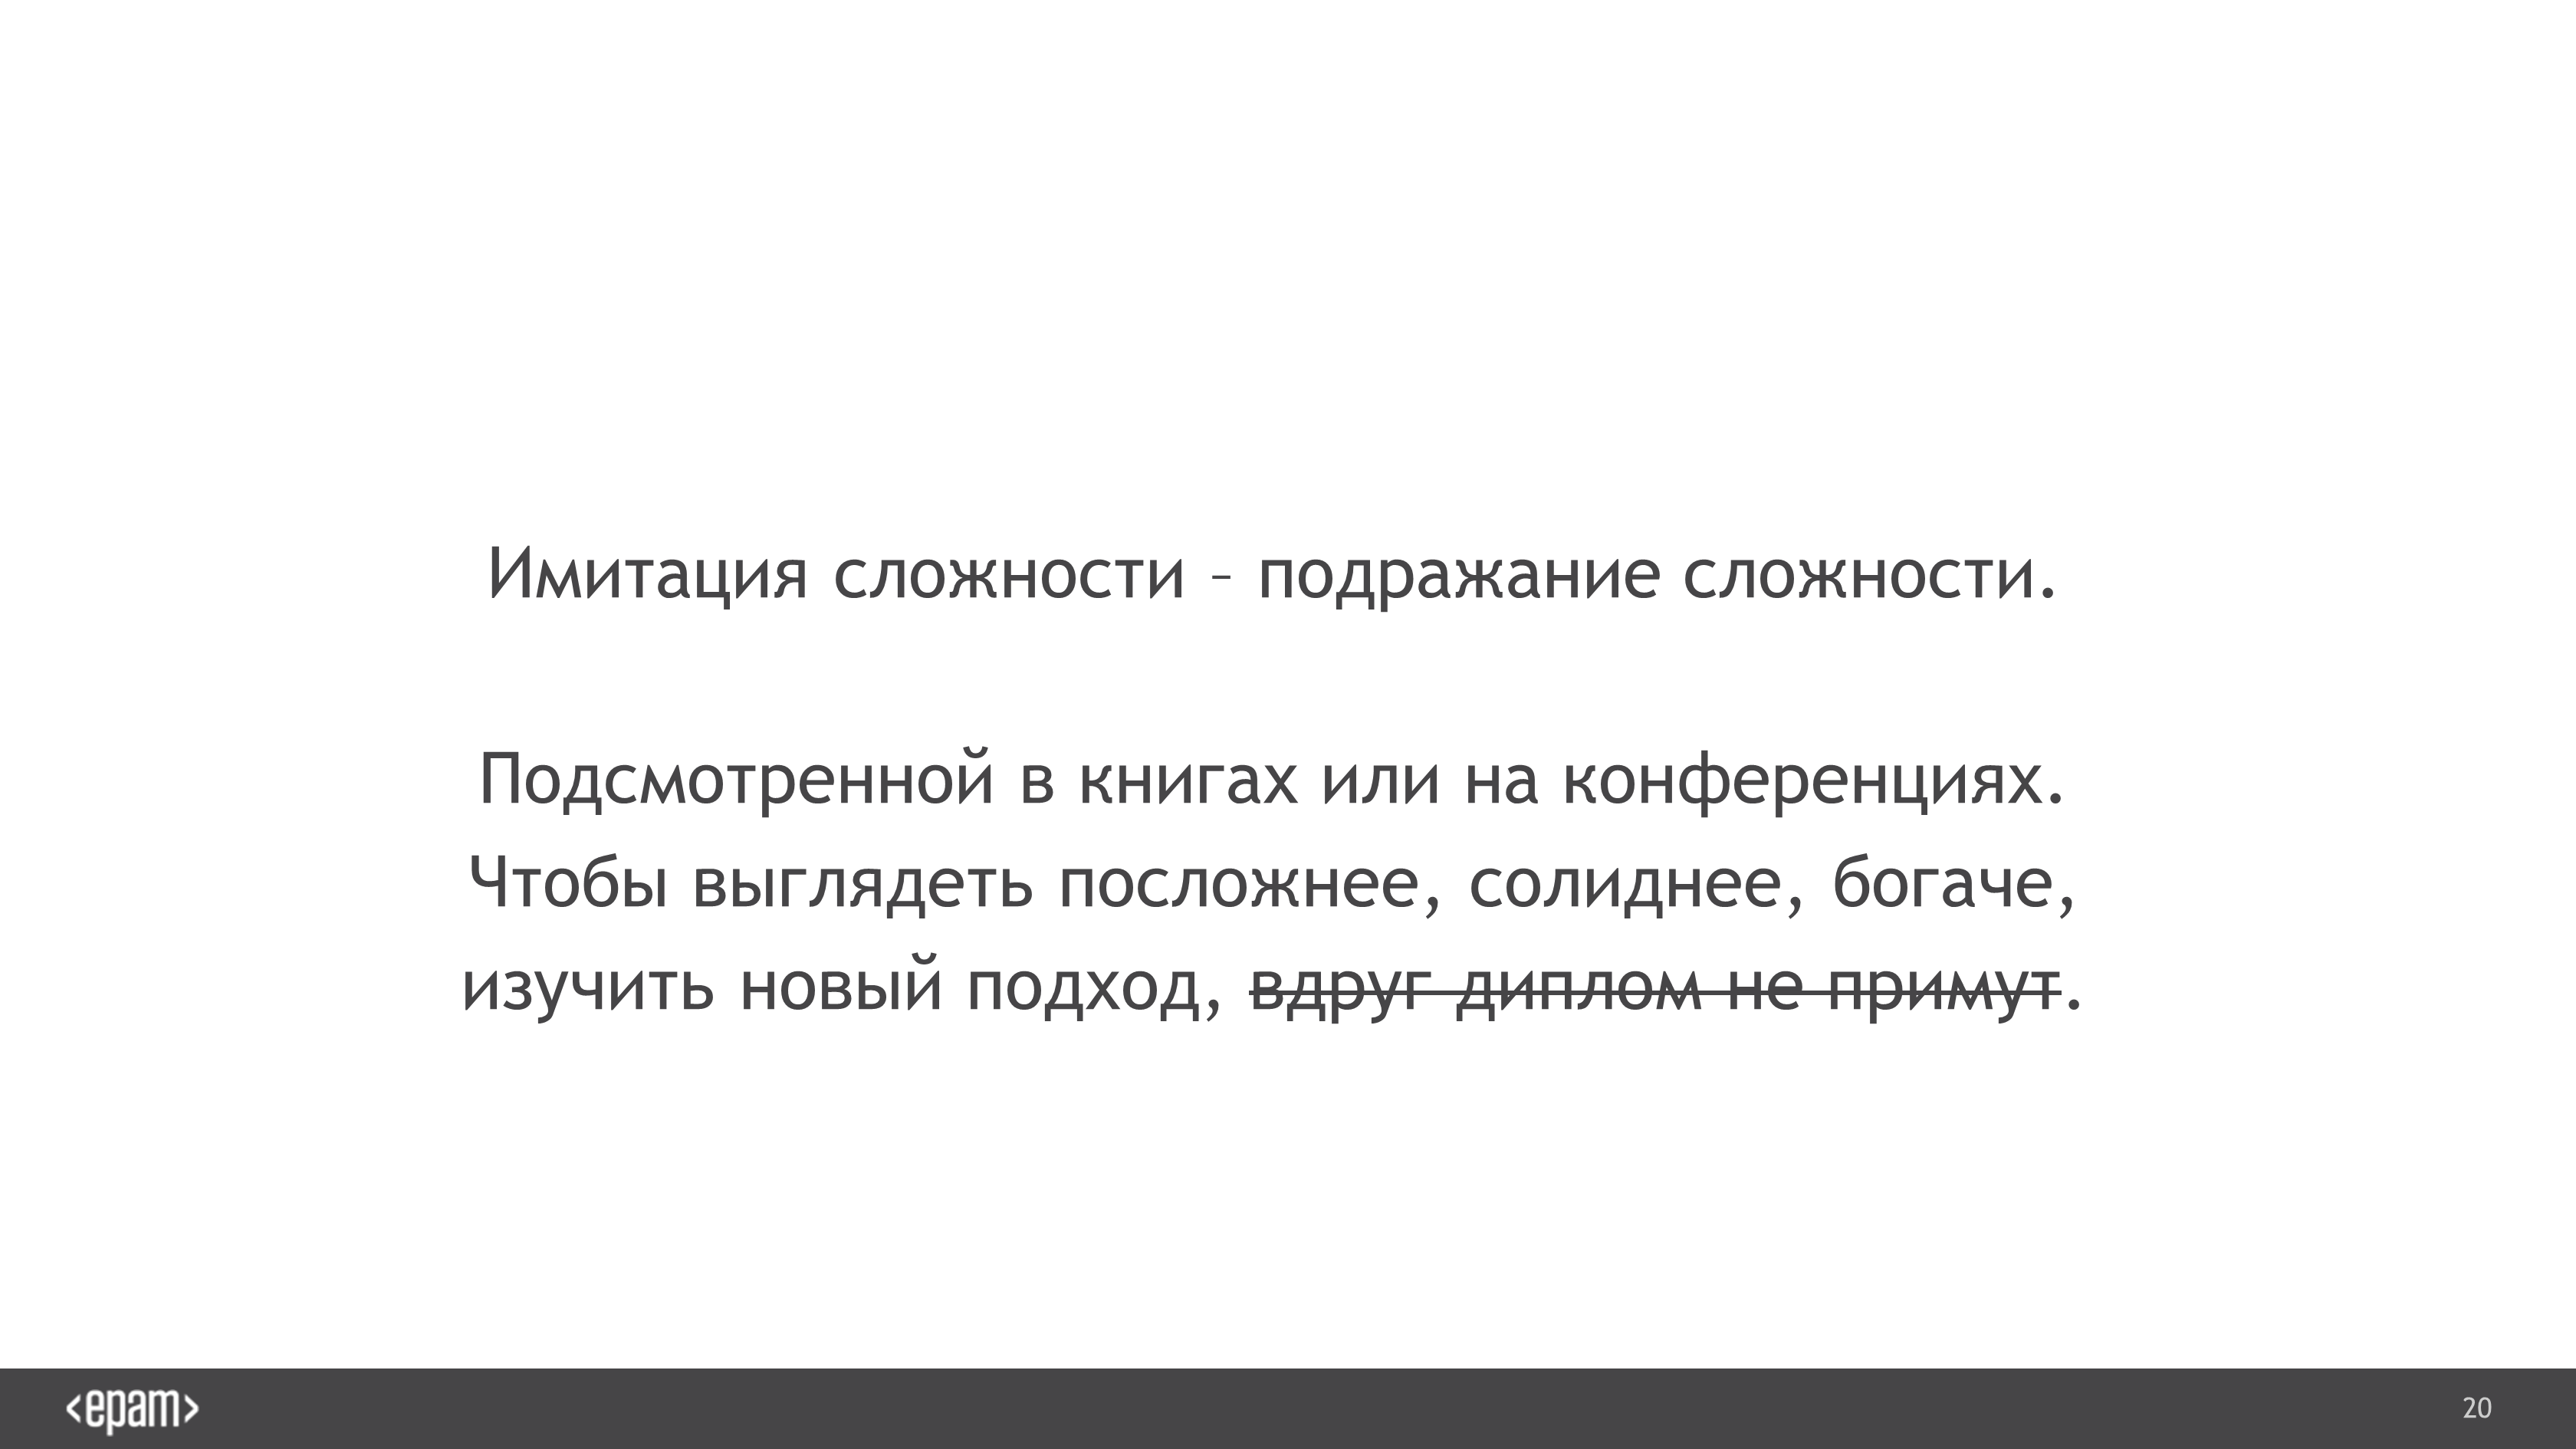 Имитация сложности – подражание сложности.
Подсмотренной в книгах или на конференциях.
Чтобы выглядеть посложнее, солиднее, богаче,
изучить новый подход, вдруг диплом не примут.
<epam>
20